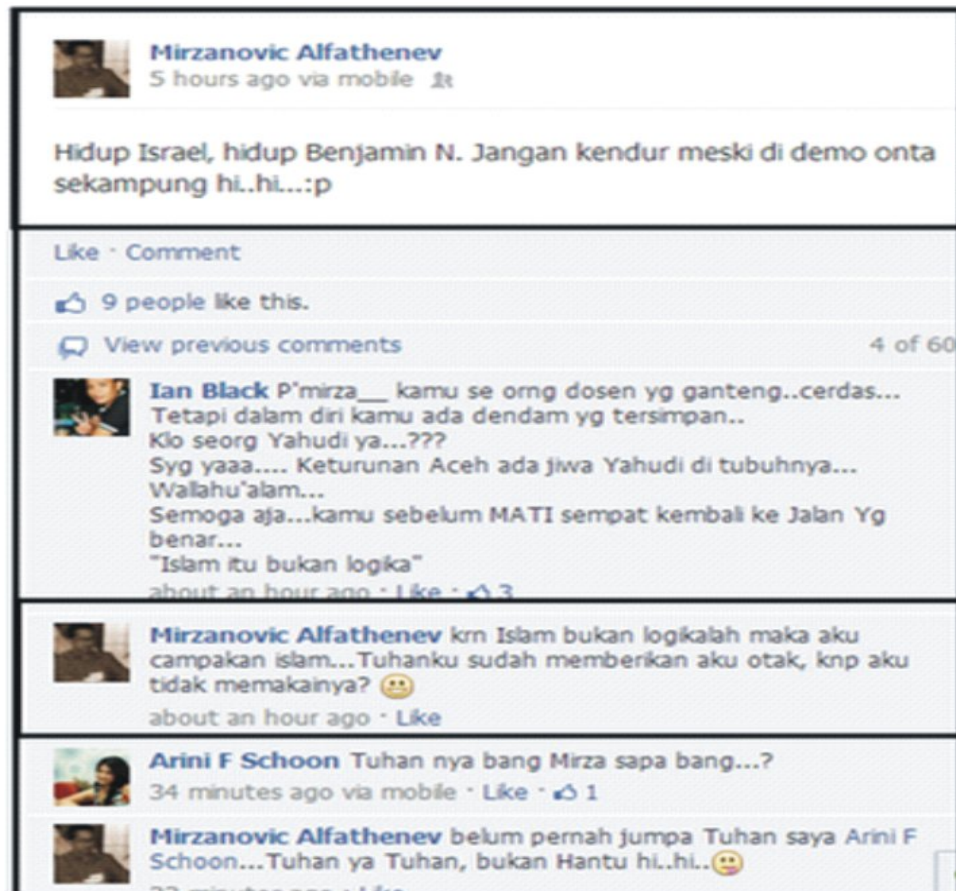 Mirzanovic Alfathenev
5 hours ago via mobile
Hidup Israel, hidup Benjamin N. Jangan kendur meski di demo onta
sekampung hi..hi...:p
Like · Comment
9 people like this.
View previous comments 4 of 60
Ian Black P'mirza__ kamu se orng dosen yg ganteng..cerdas...
Tetapi dalam diri kamu ada dendam yg tersimpan..
Klo seorg Yahudi ya...???
Syg yaaa.... Keturunan Aceh ada jiwa Yahudi di tubuhnya...
Wallahu'alam...
Semoga aja...kamu sebelum MATI sempat kembali ke Jalan Yg
benar...
"Islam itu bukan logika"
about an hour ago · Like · 3
Mirzanovic Alfathenev krn Islam bukan logikalah maka aku
campakan islam...Tuhanku sudah memberikan aku otak, knp aku
tidak memakainya?
about an hour ago · Like
Arini F Schoon Tuhan nya bang Mirza sapa bang...?
34 minutes ago via mobile · Like · 1
Mirzanovic Alfathenev belum pernah jumpa Tuhan saya Arini F
Schoon...Tuhan ya Tuhan, bukan Hantu hi..hi..
minutes ago · Like